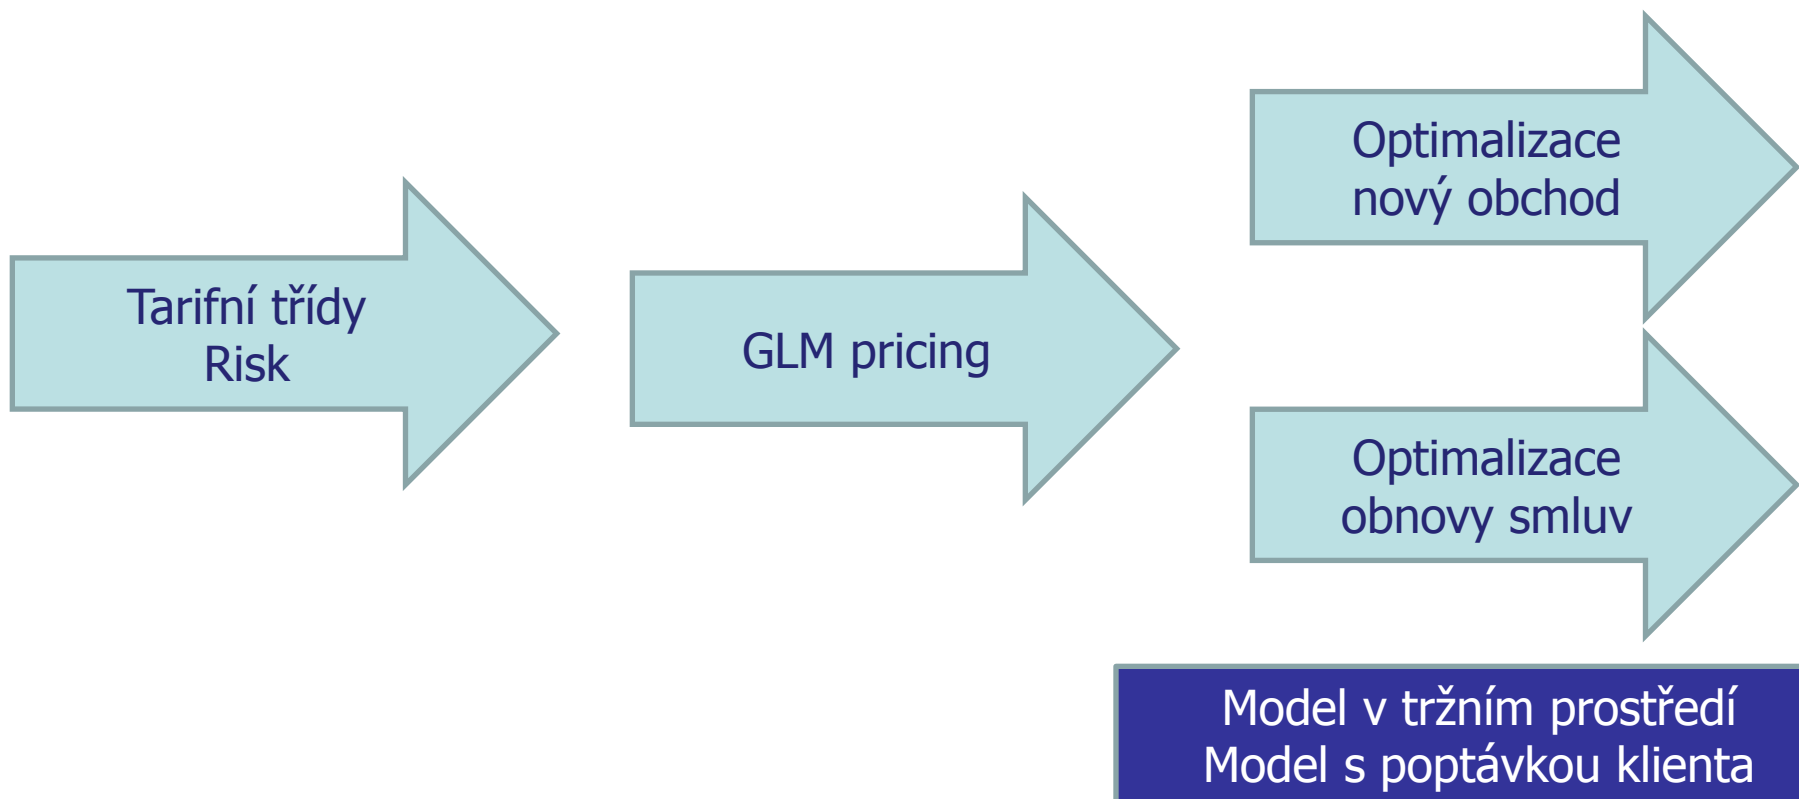 Tarifní třídy
Risk
GLM pricing
Optimalizace
nový obchod
Optimalizace
obnovy smluv
Model v tržním prostředí
Model s poptávkou klienta